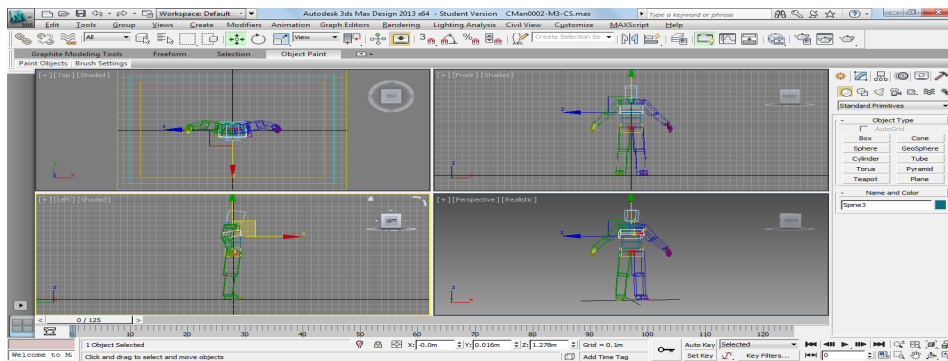 Workspace: Default
Autodesk 3ds Max Design 2013 x64 - Student Version CMan0002-M3-CS.max
Type a keyword or phrase
Edit Tools Group Views Create Modifiers Animation Graph Editors Rendering Lighting Analysis Civil View Customize MAXScript Help
All View 3 Create Selection Se
Graphite Modeling Tools Freeform Selection Object Paint
Paint Objects Brush Settings
[+][Top][Shaded] TOP
[+][Front][Shaded] FRONT
[+][Left][Shaded] LEFT
[+][Perspective][Realistic]
Standard Primitives
- Object Type
AutoGrid
Box Cone
Sphere GeoSphere
Cylinder Tube
Torus Pyramid
Teapot Plane
- Name and Color
Spine3
< 0 / 125 >
0 10 20 30 40 50 60 70 80 90 100 110 120
1 Object Selected X: -0.0m Y: 0.016m Z: 1.278m Grid = 0.1m Auto Key Selected
Welcome to M Click and drag to select and move objects Add Time Tag Set Key Key Filters... 0